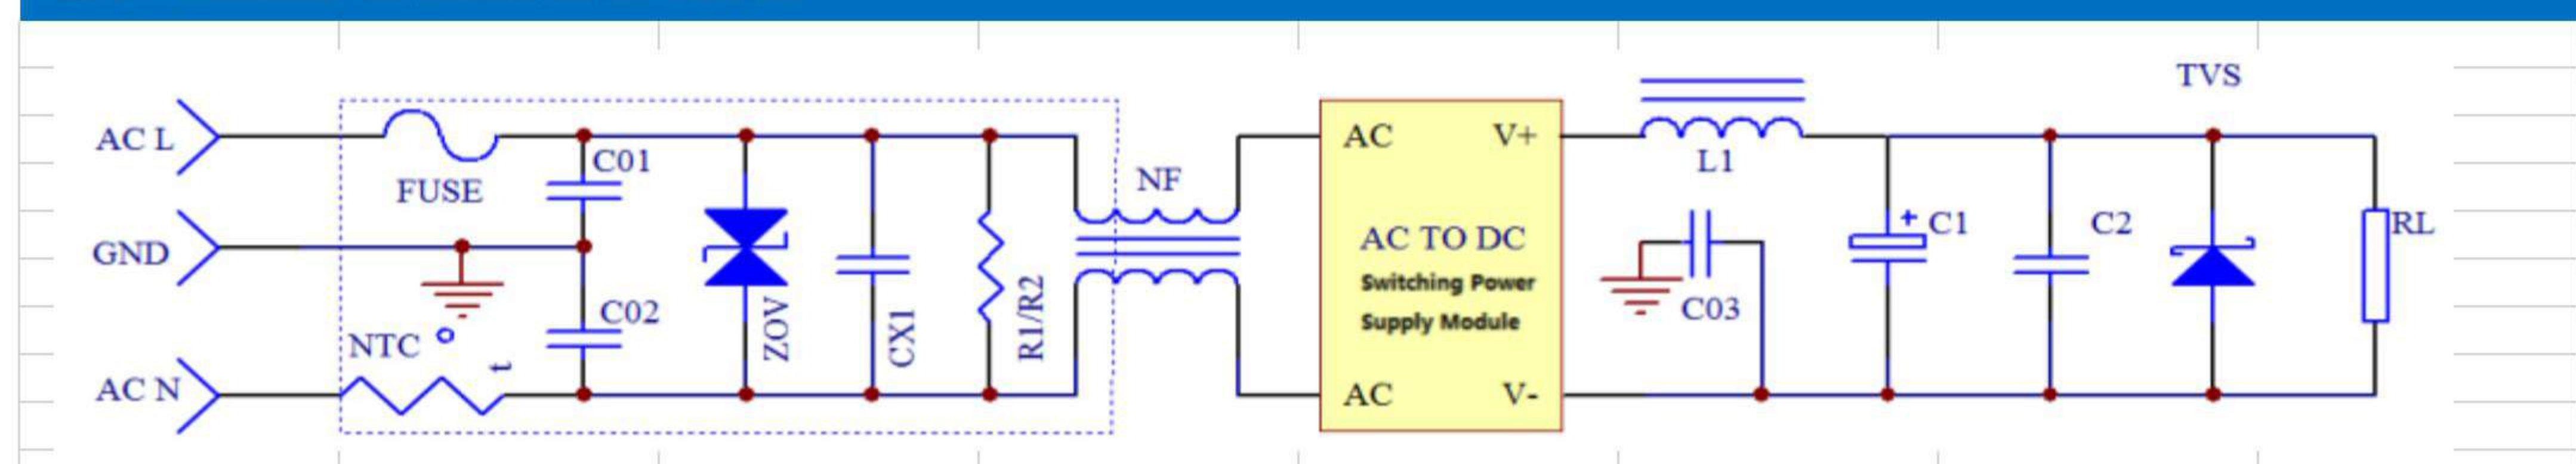 TVS
AC L
FUSE
C01
NF
AC
V+
L1
GND
AC TO DC
Switching Power
Supply Module
C03
C1
C2
RL
NTC
t
C02
ZOV
CX1
R1/R2
AC N
AC
V-